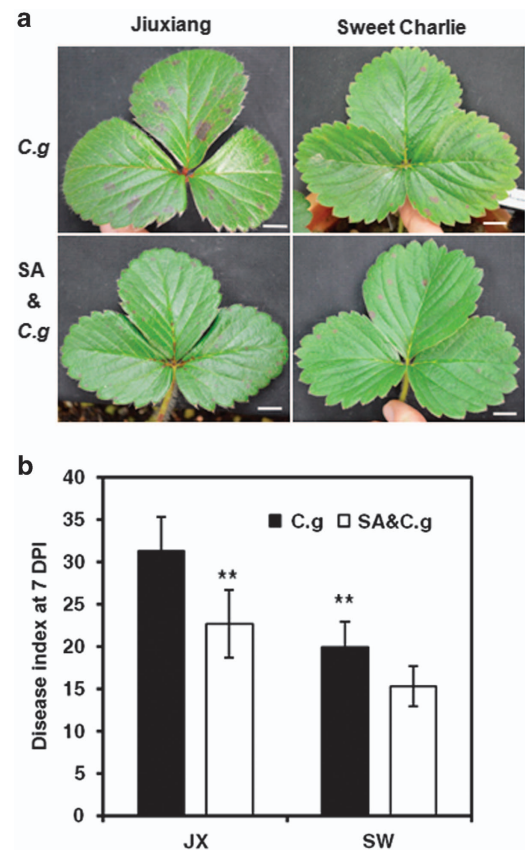 a
Jiuxiang Sweet Charlie
C.g
SA
&
C.g
b
40
35
30
25
20
15
10
5
0
Disease index at 7 DPI
C.g SA&C.g
**
**
JX SW